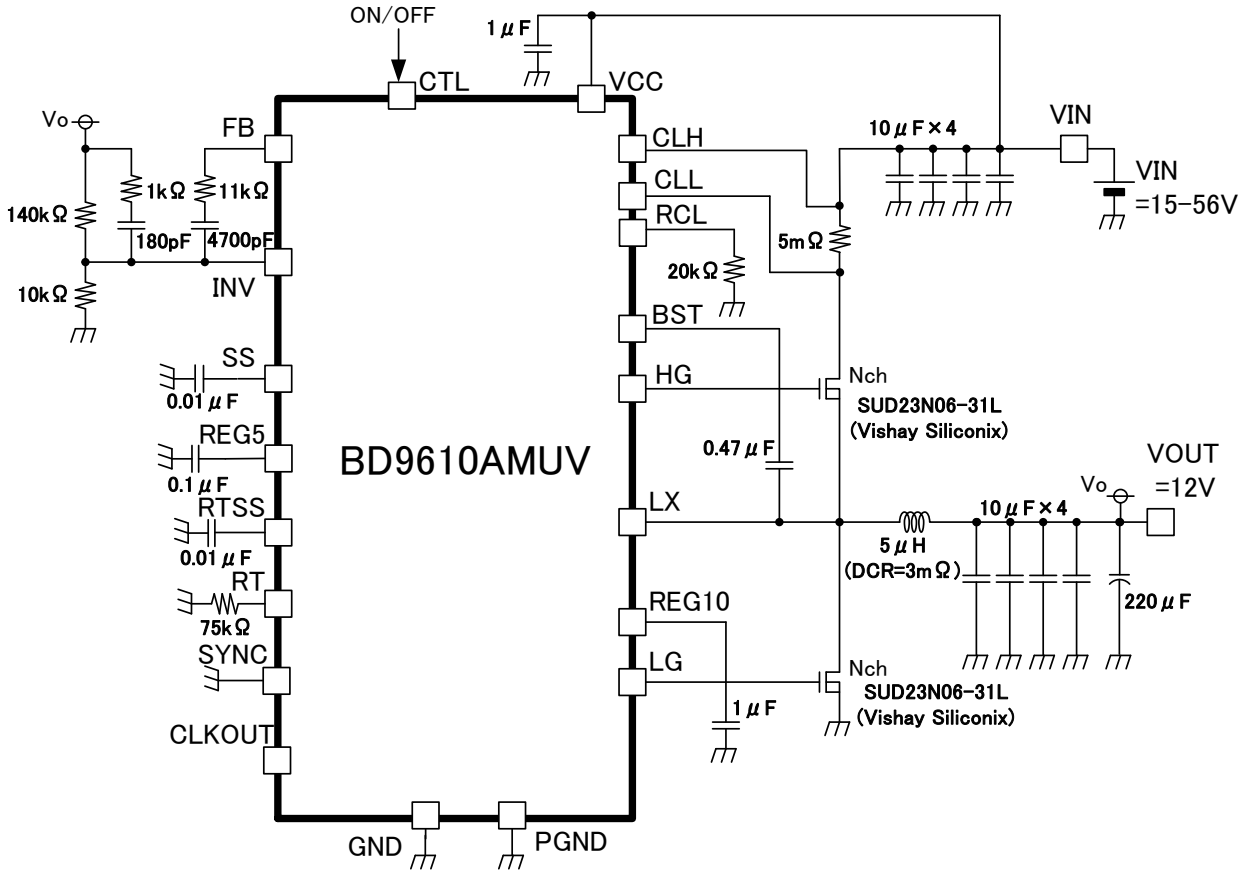 ON/OFF
1μF
CTL
VCC
Vo
FB
CLH
10μF×4
VIN
1kΩ
11kΩ
CLL
VIN
=15-56V
140kΩ
RCL
180pF
4700pF
5mΩ
20kΩ
10kΩ
INV
BST
SS
HG
Nch
0.01μF
SUD23N06-31L
(Vishay Siliconix)
REG5
BD9610AMUV
0.47μF
VOUT
=12V
0.1μF
RTSS
LX
10μF×4
Vo
0.01μF
5μH
(DCR=3mΩ)
RT
REG10
220μF
75kΩ
SYNC
LG
Nch
SUD23N06-31L
(Vishay Siliconix)
1μF
CLKOUT
GND
PGND